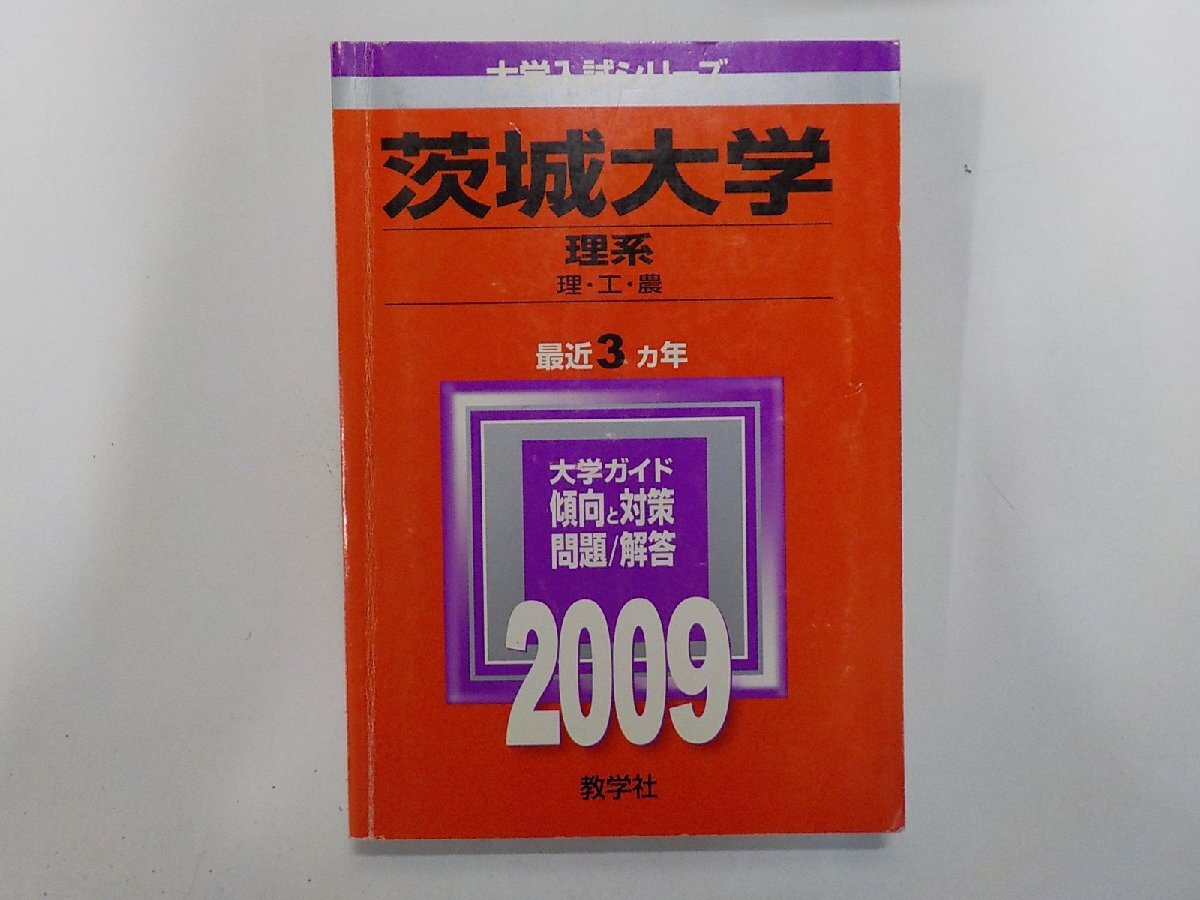 大学入試シリーズ
茨城大学
理系
理・工・農
最近3ヵ年
大学ガイド
傾向と対策
問題/解答
2009
教学社